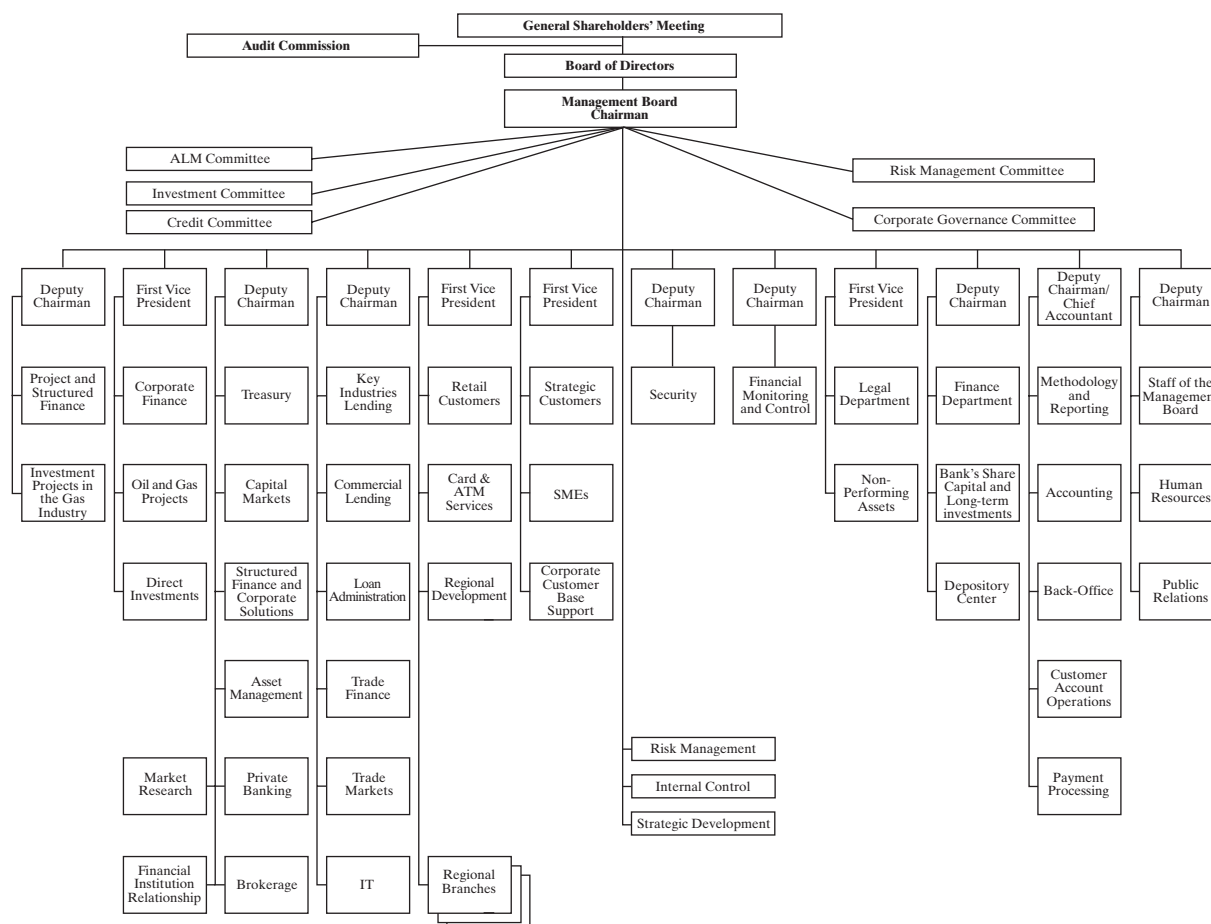 General Shareholders’ Meeting
Audit Commission
Board of Directors
Management Board
Chairman
ALM Committee
Risk Management Committee
Investment Committee
Credit Committee
Corporate Governance Committee
Deputy
Chairman
First Vice
President
Deputy
Chairman
Deputy
Chairman
First Vice
President
First Vice
President
Deputy
Chairman
Deputy
Chairman
First Vice
President
Deputy
Chairman
Deputy
Chairman/
Chief
Accountant
Deputy
Chairman
Project and
Structured
Finance
Corporate
Finance
Treasury
Key
Industries
Lending
Retail
Customers
Strategic
Customers
Security
Financial
Monitoring
and Control
Legal
Department
Finance
Department
Methodology
and
Reporting
Staff of the
Management
Board
Investment
Projects in
the Gas
Industry
Oil and Gas
Projects
Capital
Markets
Commercial
Lending
Card &
ATM
Services
SMEs
Non-
Performing
Assets
Bank’s Share
Capital and
Long-term
investments
Accounting
Human
Resources
Direct
Investments
Structured
Finance and
Corporate
Solutions
Loan
Administration
Regional
Development
Corporate
Customer
Base
Support
Depository
Center
Back-Office
Public
Relations
Asset
Management
Trade
Finance
Customer
Account
Operations
Risk Management
Market
Research
Private
Banking
Trade
Markets
Internal Control
Payment
Processing
Strategic Development
Financial
Institution
Relationship
Brokerage
IT
Regional
Branches